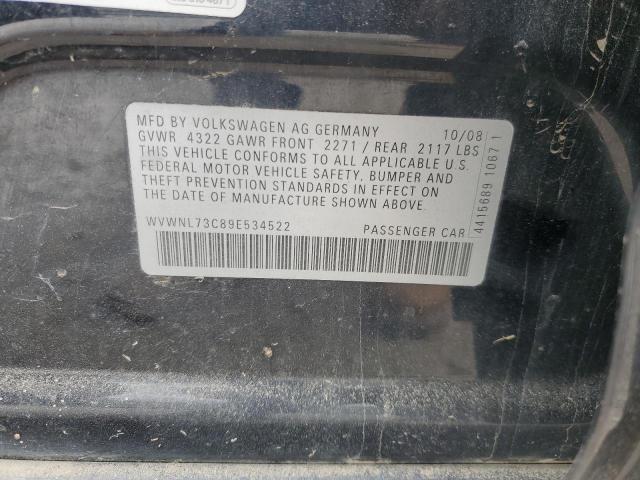 MFD BY VOLKSWAGEN AG GERMANY 10/08
GVWR 4322 GAWR FRONT 2271 / REAR 2117 LBS
THIS VEHICLE CONFORMS TO ALL APPLICABLE U.S.
FEDERAL MOTOR VEHICLE SAFETY, BUMPER AND
THEFT PREVENTION STANDARDS IN EFFECT ON
THE DATE OF MANUFACTURE SHOWN ABOVE.
WVWNL73C89E534522 PASSENGER CAR
4415689 1067 1